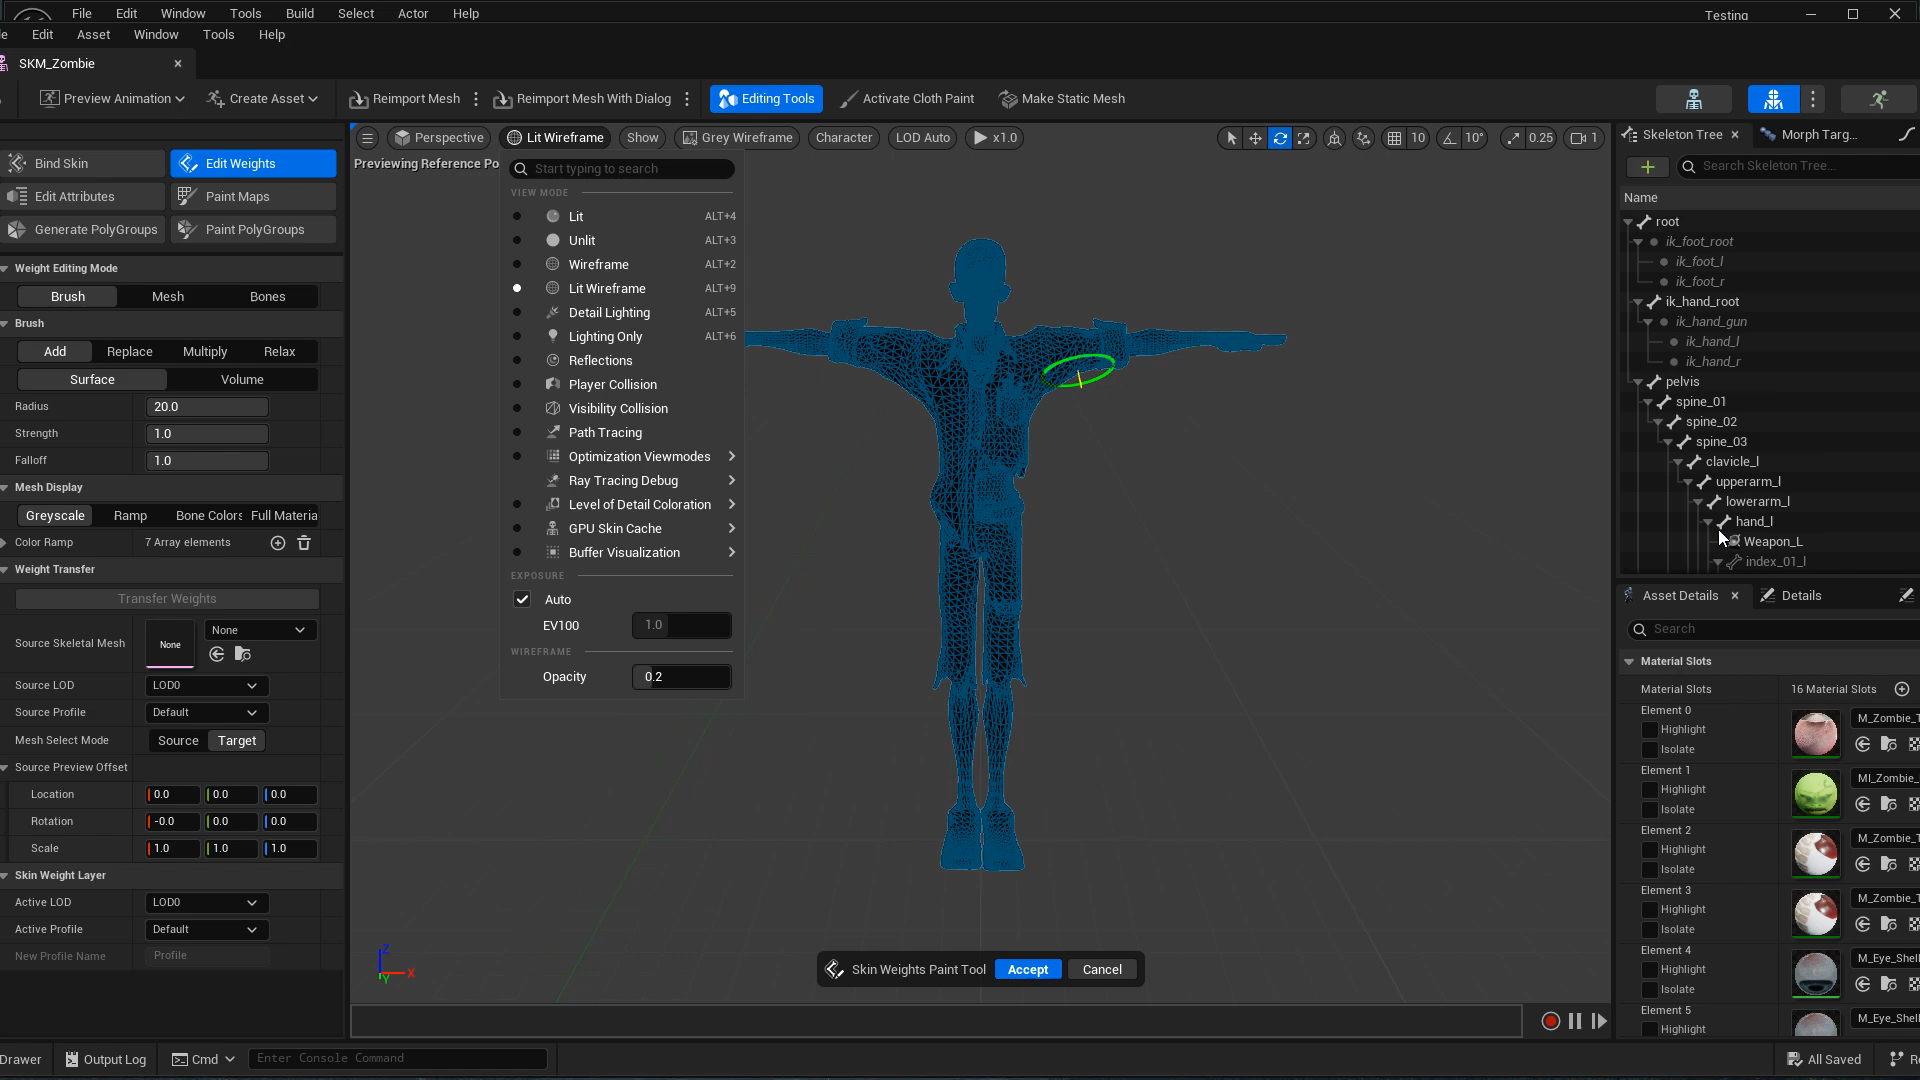 File Edit Window Tools Build Select Actor Help
Testing
Edit Asset Window Tools Help
SKM_Zombie
Preview Animation Create Asset Reimport Mesh Reimport Mesh With Dialog Editing Tools Activate Cloth Paint Make Static Mesh
Perspective Lit Wireframe Show Grey Wireframe Character LOD Auto x1.0 10 10° 0.25 1
Previewing Reference Po
Bind Skin Edit Weights
Edit Attributes Paint Maps
Generate PolyGroups Paint PolyGroups
Weight Editing Mode
Brush Mesh Bones
Brush
Add Replace Multiply Relax
Surface Volume
Radius 20.0
Strength 1.0
Falloff 1.0
Mesh Display
Greyscale Ramp Bone Colors Full Materia
Color Ramp 7 Array elements
Weight Transfer
Transfer Weights
Source Skeletal Mesh None None
Source LOD LOD0
Source Profile Default
Mesh Select Mode Source Target
Source Preview Offset
Location 0.0 0.0 0.0
Rotation -0.0 0.0 0.0
Scale 1.0 1.0 1.0
Skin Weight Layer
Active LOD LOD0
Active Profile Default
New Profile Name Profile
Start typing to search
VIEW MODE
Lit ALT+4
Unlit ALT+3
Wireframe ALT+2
Lit Wireframe ALT+9
Detail Lighting ALT+5
Lighting Only ALT+6
Reflections
Player Collision
Visibility Collision
Path Tracing
Optimization Viewmodes
Ray Tracing Debug
Level of Detail Coloration
GPU Skin Cache
Buffer Visualization
EXPOSURE
Auto
EV100 1.0
WIREFRAME
Opacity 0.2
Z
X
Y
Skin Weights Paint Tool Accept Cancel
Skeleton Tree Morph Targ...
Search Skeleton Tree...
Name
root
ik_foot_root
ik_foot_l
ik_foot_r
ik_hand_root
ik_hand_gun
ik_hand_l
ik_hand_r
pelvis
spine_01
spine_02
spine_03
clavicle_l
upperarm_l
lowerarm_l
hand_l
Weapon_L
index_01_l
Asset Details Details
Search
Material Slots
Material Slots 16 Material Slots
Element 0
Highlight
Isolate
M_Zombie_T
Element 1
Highlight
Isolate
MI_Zombie_
Element 2
Highlight
Isolate
M_Zombie_T
Element 3
Highlight
Isolate
M_Zombie_T
Element 4
Highlight
Isolate
M_Eye_Shell
Element 5
Highlight
M_Eye_Shell
Drawer Output Log Cmd Enter Console Command
All Saved